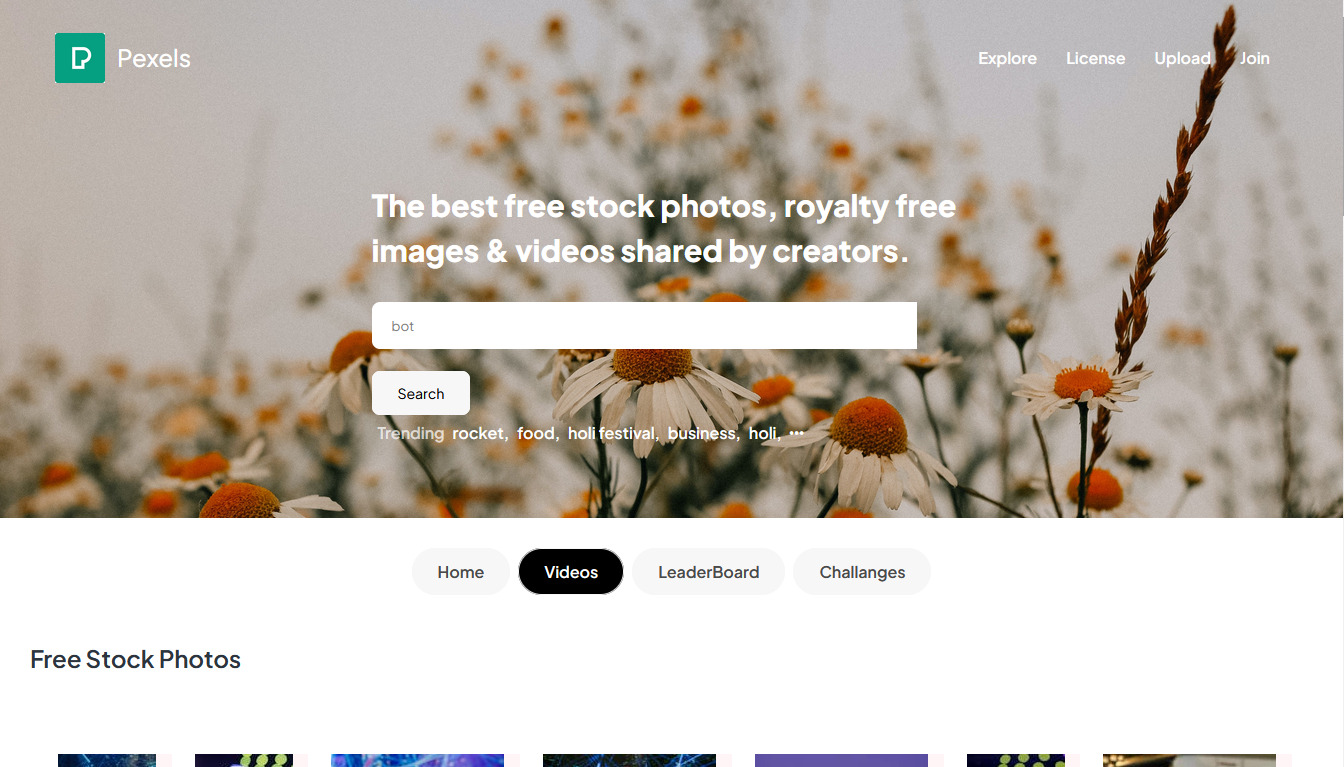 Pexels
Explore License Upload Join
The best free stock photos, royalty free
images & videos shared by creators.
bot
Search
Trending rocket, food, holi festival, business, holi, •••
Home Videos LeaderBoard Challanges
Free Stock Photos